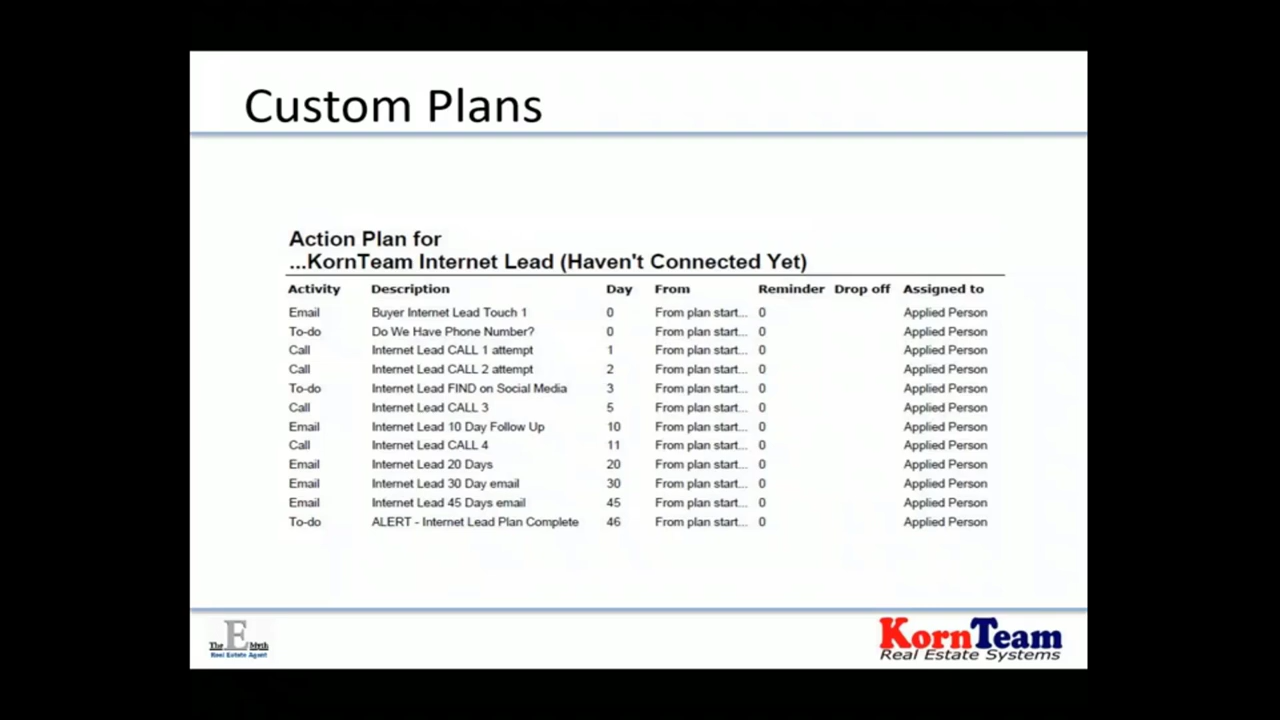 Custom Plans
Action Plan for
...KornTeam Internet Lead (Haven't Connected Yet)
Activity Description Day From Reminder Drop off Assigned to
Email Buyer Internet Lead Touch 1 0 From plan start... 0 Applied Person
To-do Do We Have Phone Number? 0 From plan start... 0 Applied Person
Call Internet Lead CALL 1 attempt 1 From plan start... 0 Applied Person
Call Internet Lead CALL 2 attempt 2 From plan start... 0 Applied Person
To-do Internet Lead FIND on Social Media 3 From plan start... 0 Applied Person
Call Internet Lead CALL 3 5 From plan start... 0 Applied Person
Email Internet Lead 10 Day Follow Up 10 From plan start... 0 Applied Person
Call Internet Lead CALL 4 11 From plan start... 0 Applied Person
Email Internet Lead 20 Days 20 From plan start... 0 Applied Person
Email Internet Lead 30 Day email 30 From plan start... 0 Applied Person
Email Internet Lead 45 Days email 45 From plan start... 0 Applied Person
To-do ALERT - Internet Lead Plan Complete 46 From plan start... 0 Applied Person
The E Myth
Real Estate Agent
KornTeam
Real Estate Systems